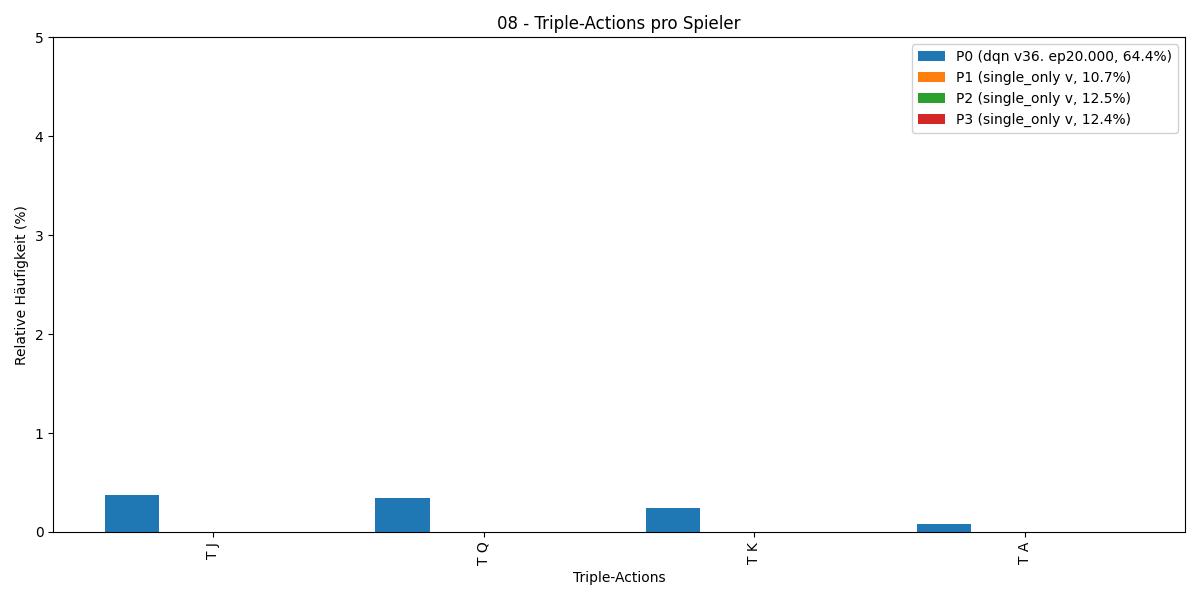 08 - Triple-Actions pro Spieler
Relative Häufigkeit (%)
5
4
3
2
1
0
P0 (dqn v36. ep20.000, 64.4%)
P1 (single_only v, 10.7%)
P2 (single_only v, 12.5%)
P3 (single_only v, 12.4%)
T J
T Q
T K
T A
Triple-Actions